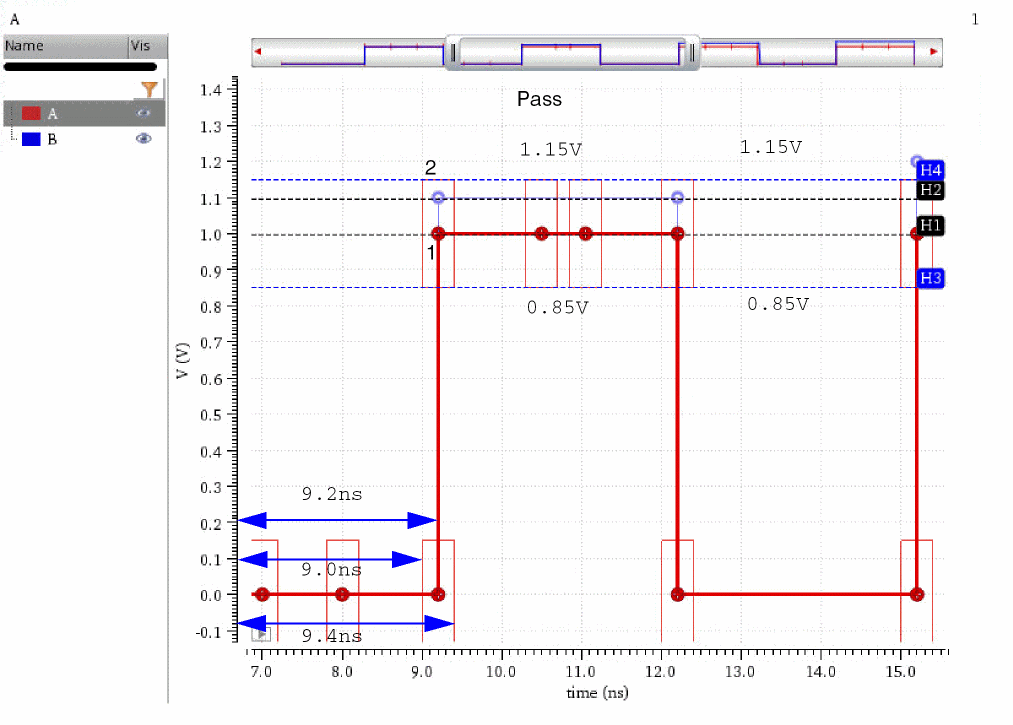 A
1
Name Vis
A
B
Pass
1.4
1.3
1.2
1.1
1.0
0.9
0.8
0.7
0.6
0.5
0.4
0.3
0.2
0.1
0.0
-0.1
V (V)
1.15V 1.15V
2
H4
H2
H1
1
H3
0.85V 0.85V
9.2ns
9.0ns
9.4ns
7.0 8.0 9.0 10.0 11.0 12.0 13.0 14.0 15.0
time (ns)